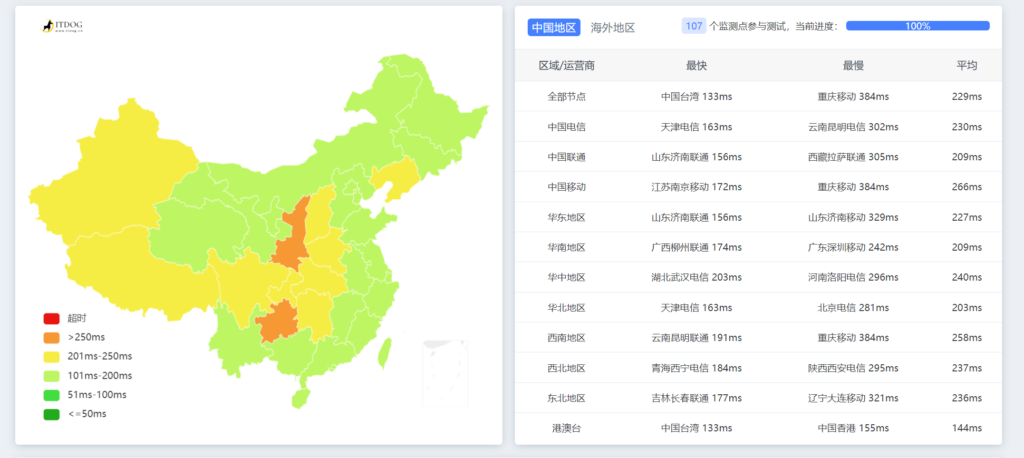 ITDOG
www.itdog.cn
超时
>250ms
201ms-250ms
101ms-200ms
51ms-100ms
<=50ms
中国地区 海外地区 107 个监测点参与测试，当前进度： 100%
区域/运营商 最快 最慢 平均
全部节点 中国台湾 133ms 重庆移动 384ms 229ms
中国电信 天津电信 163ms 云南昆明电信 302ms 230ms
中国联通 山东济南联通 156ms 西藏拉萨联通 305ms 209ms
中国移动 江苏南京移动 172ms 重庆移动 384ms 266ms
华东地区 山东济南联通 156ms 山东济南移动 329ms 227ms
华南地区 广西柳州联通 174ms 广东深圳移动 242ms 209ms
华中地区 湖北武汉电信 203ms 河南洛阳电信 296ms 240ms
华北地区 天津电信 163ms 北京电信 281ms 203ms
西南地区 云南昆明联通 191ms 重庆移动 384ms 258ms
西北地区 青海西宁电信 184ms 陕西西安电信 295ms 237ms
东北地区 吉林长春联通 177ms 辽宁大连移动 321ms 236ms
港澳台 中国台湾 133ms 中国香港 155ms 144ms